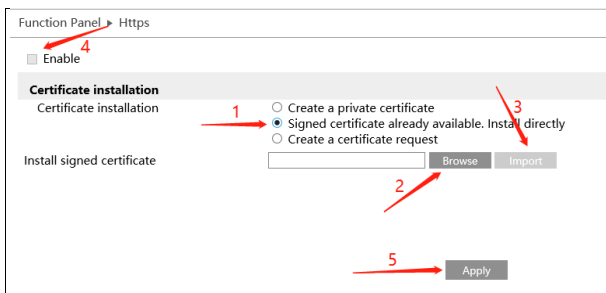 Function Panel ▸ Https
4
Enable
Certificate installation
Certificate installation
1
Create a private certificate
3
Signed certificate already available. Install directly
Create a certificate request
Install signed certificate
Browse
Import
2
5
Apply